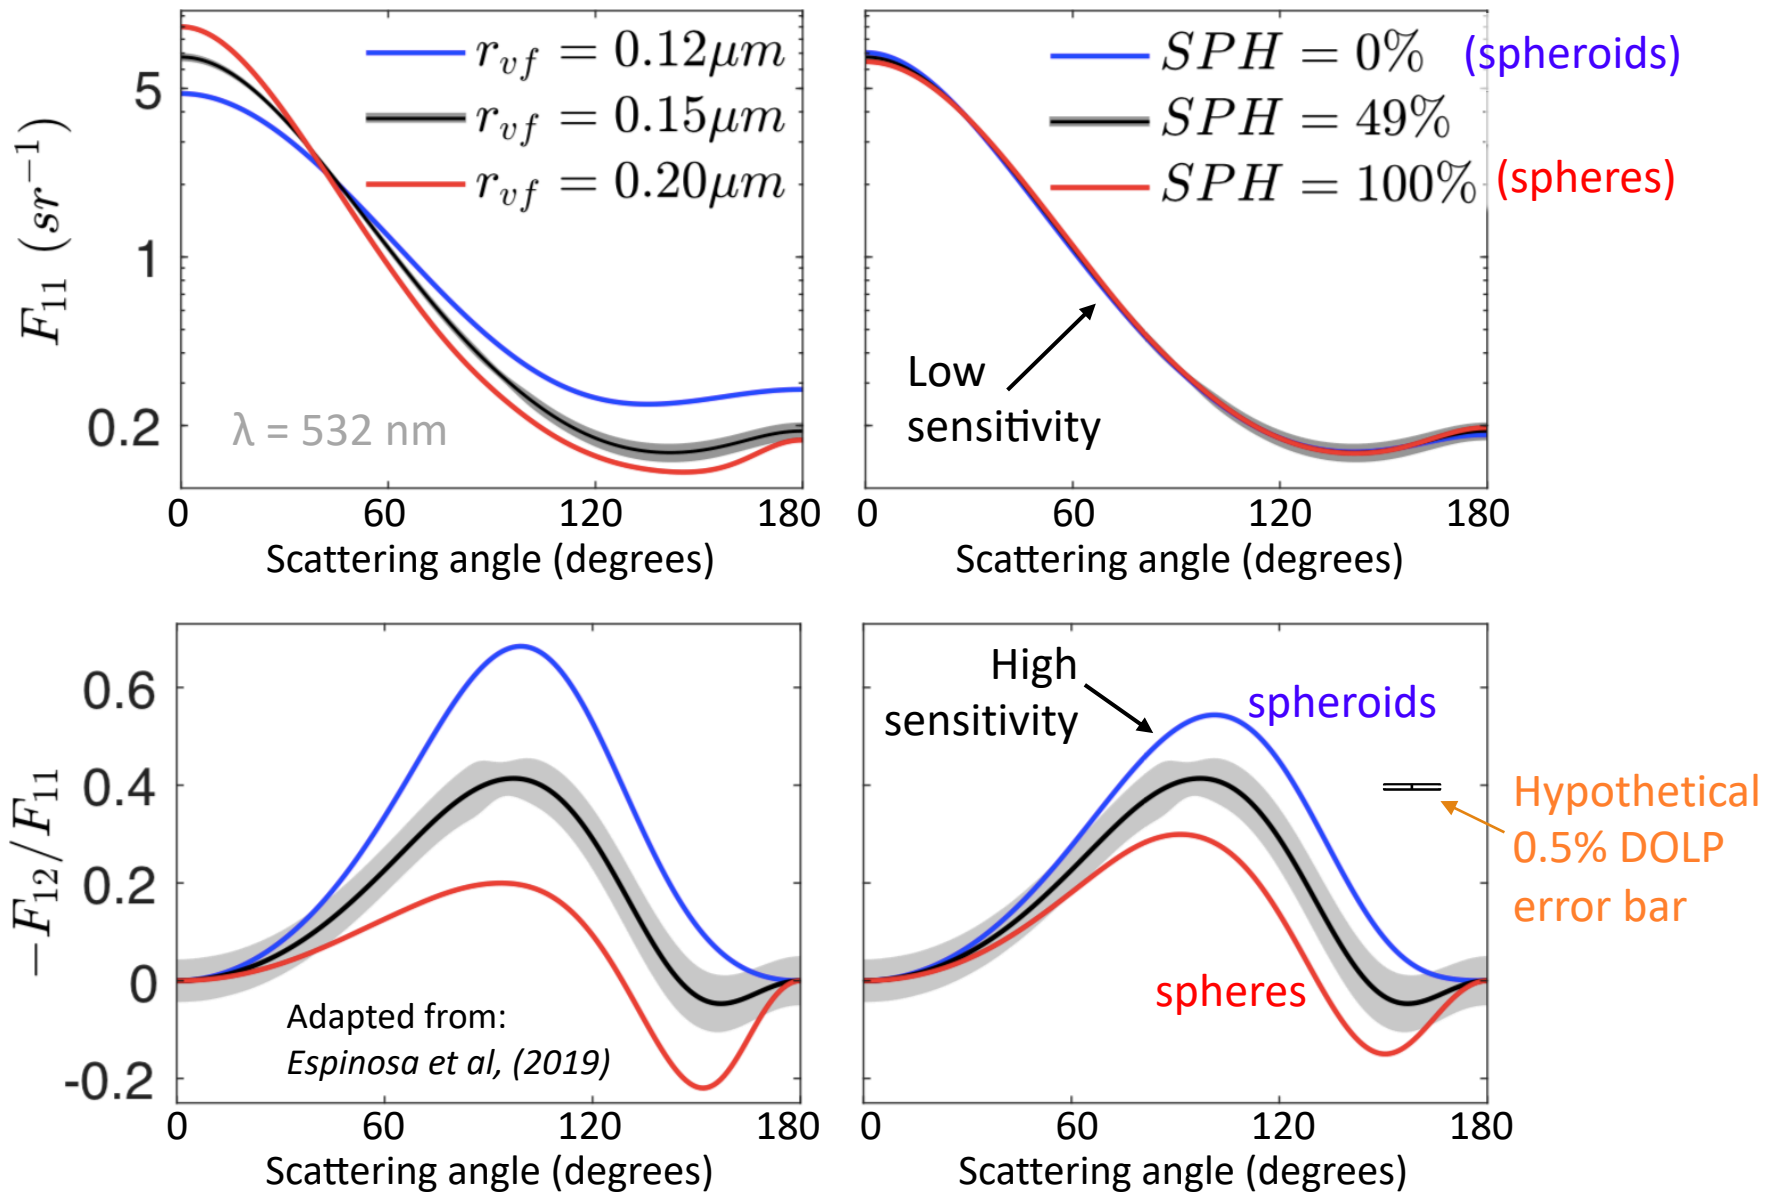 F₁₁ (sr⁻¹)
5
1
0.2
r_vf = 0.12μm
r_vf = 0.15μm
r_vf = 0.20μm
λ = 532 nm
0 60 120 180
Scattering angle (degrees)
SPH = 0% (spheroids)
SPH = 49%
SPH = 100% (spheres)
Low
sensitivity
0 60 120 180
Scattering angle (degrees)
−F₁₂/F₁₁
0.6
0.4
0.2
0
-0.2
Adapted from:
Espinosa et al, (2019)
0 60 120 180
Scattering angle (degrees)
High
sensitivity
spheroids
spheres
Hypothetical
0.5% DOLP
error bar
0 60 120 180
Scattering angle (degrees)